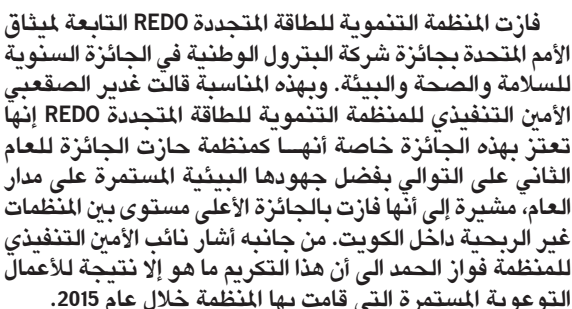 فازت المنظمة التنموية للطاقة المتجددة REDO التابعة لميثاق
الأمم المتحدة بجائزة شركة البترول الوطنية في الجائزة السنوية
للسلامة والصحة والبيئة. وبهذه المناسبة قالت غدير الصقعبي
الأمين التنفيذي للمنظمة التنموية للطاقة المتجددة REDO إنها
تعتز بهذه الجائزة خاصة أنهـــا كمنظمة حازت الجائزة للعام
الثاني على التوالي بفضل جهودها البيئية المستمرة على مدار
العام، مشيرة إلى أنها فازت بالجائزة الأعلى مستوى بين المنظمات
غير الربحية داخل الكويت. من جانبه أشار نائب الأمين التنفيذي
للمنظمة فواز الحمد الى أن هذا التكريم ما هو إلا نتيجة للأعمال
التوعوية المستمرة التي قامت بها المنظمة خلال عام 2015.